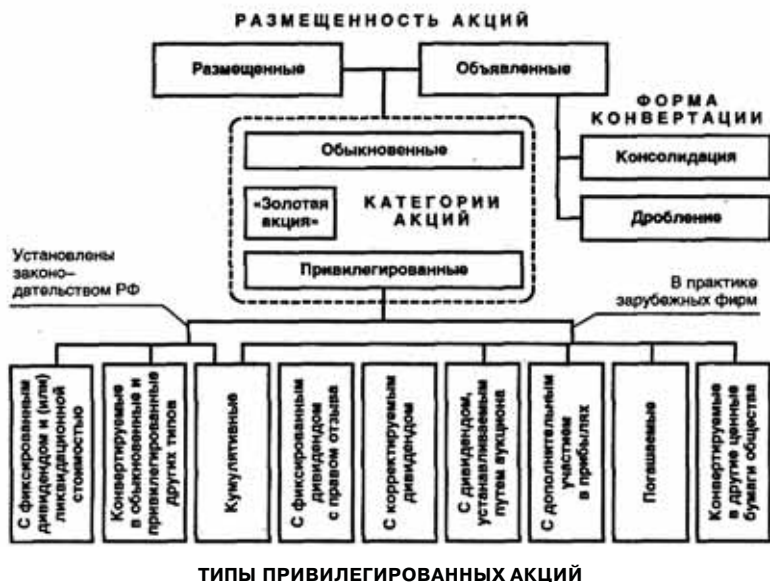 РАЗМЕЩЕННОСТЬ АКЦИЙ
Размещенные
Объявленные
ФОРМА
КОНВЕРТАЦИИ
Консолидация
Дробление
Обыкновенные
«Золотая
акция»
КАТЕГОРИИ
АКЦИЙ
Привилегированные
Установлены
законо-
дательством РФ
В практике
зарубежных фирм
С фиксированным
дивидендом и (или)
ликвидационной
стоимостью
Конвертируемые
в обыкновенные и
привилегированные
других типов
Кумулятивные
С фиксированным
дивидендом
с правом отзыва
С корректируемым
дивидендом
С дивидендом,
устанавливаемым
путем аукциона
С дополнительным
участием
в прибылях
Погашаемые
Конвертируемые
в другие ценные
бумаги общества
ТИПЫ ПРИВИЛЕГИРОВАННЫХ АКЦИЙ